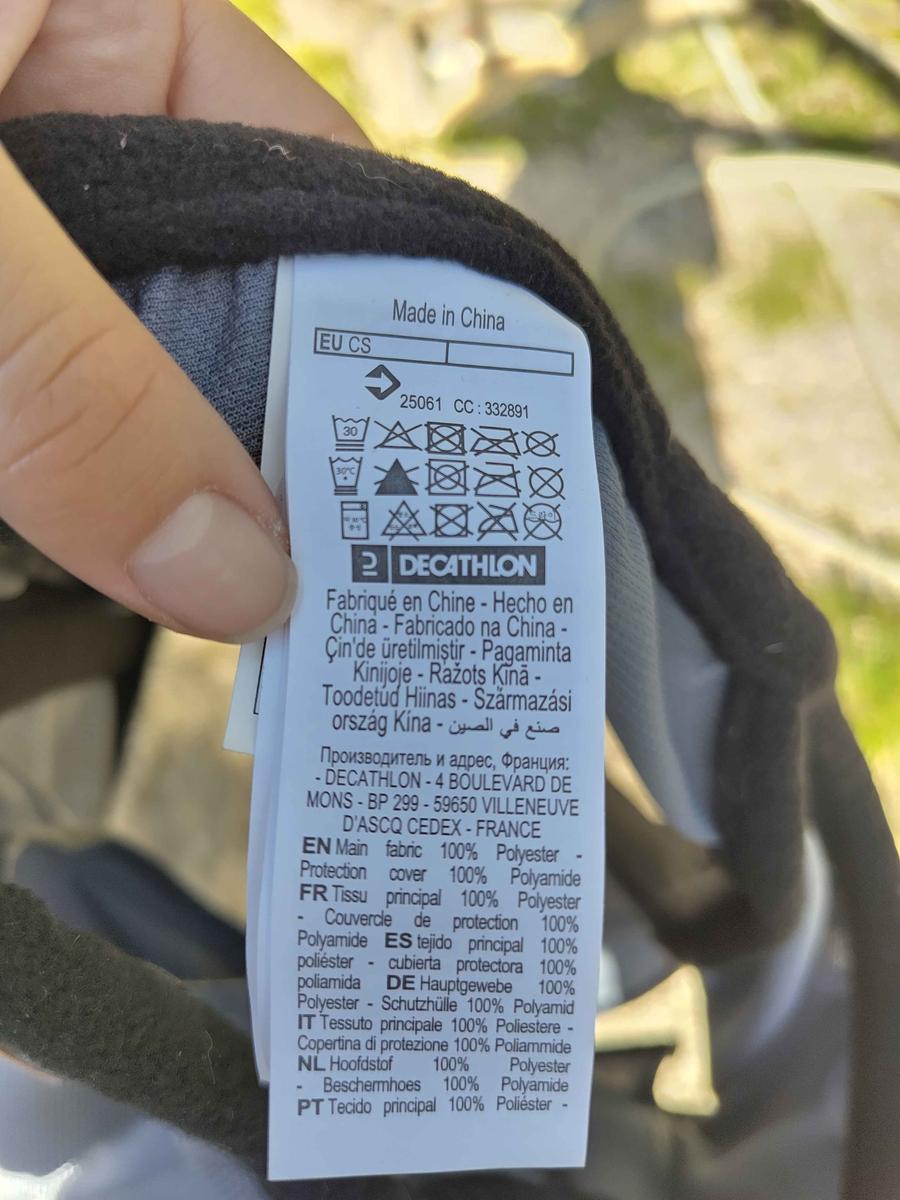 Made in China
EU CS
25061 CC : 332891
30
30°C
DECATHLON
Fabriqué en Chine - Hecho en
China - Fabricado na China -
Çin'de üretilmiştir - Pagaminta
Kinijoje - Ražots Ķīnā -
Toodetud Hiinas - Származási
ország Kína - صنع في الصين
Производитель и адрес, Франция:
- DECATHLON - 4 BOULEVARD DE
MONS - BP 299 - 59650 VILLENEUVE
D'ASCQ CEDEX - FRANCE
EN Main fabric 100% Polyester -
Protection cover 100% Polyamide
FR Tissu principal 100% Polyester
- Couvercle de protection 100%
Polyamide ES tejido principal 100%
poliéster - cubierta protectora 100%
poliamida DE Hauptgewebe 100%
Polyester - Schutzhülle 100% Polyamid
IT Tessuto principale 100% Poliestere -
Copertina di protezione 100% Poliammide
NL Hoofdstof 100% Polyester
- Beschermhoes 100% Polyamide
PT Tecido principal 100% Poliéster -